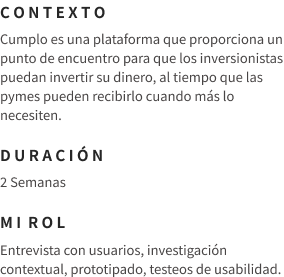 CONTEXTO
Cumplo es una plataforma que proporciona un
punto de encuentro para que los inversionistas
puedan invertir su dinero, al tiempo que las
pymes pueden recibirlo cuando más lo
necesiten.
DURACIÓN
2 Semanas
MI ROL
Entrevista con usuarios, investigación
contextual, prototipado, testeos de usabilidad.